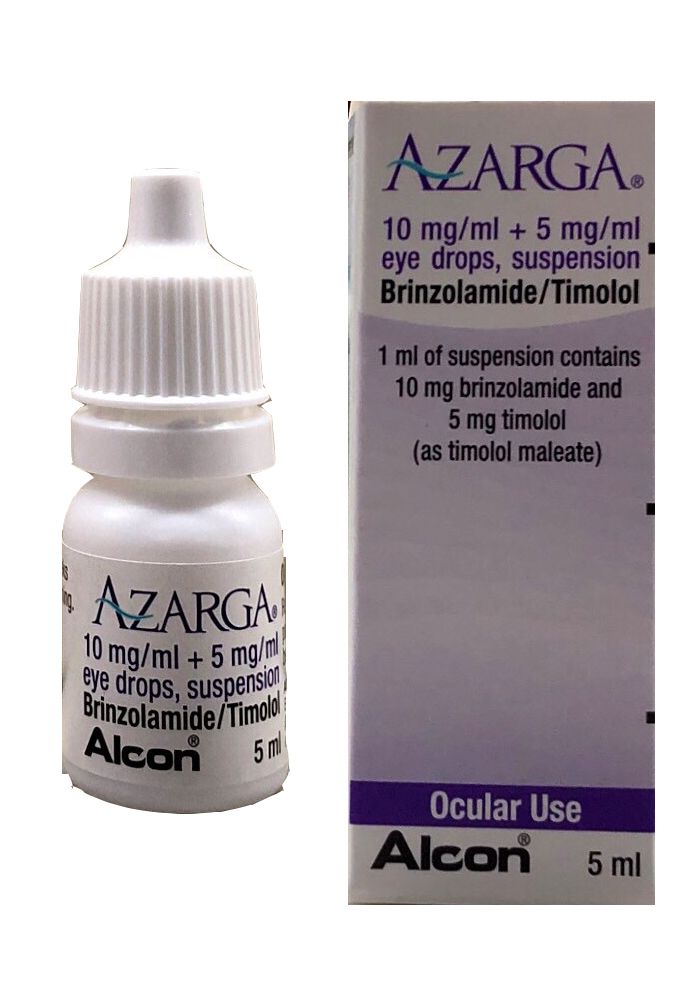 AZARGA®
10 mg/ml + 5 mg/ml
eye drops, suspension
Brinzolamide/Timolol
Alcon®
5 ml
AZARGA®
10 mg/ml + 5 mg/ml
eye drops, suspension
Brinzolamide/Timolol
1 ml of suspension contains
10 mg brinzolamide and
5 mg timolol
(as timolol maleate)
Ocular Use
Alcon®
5 ml